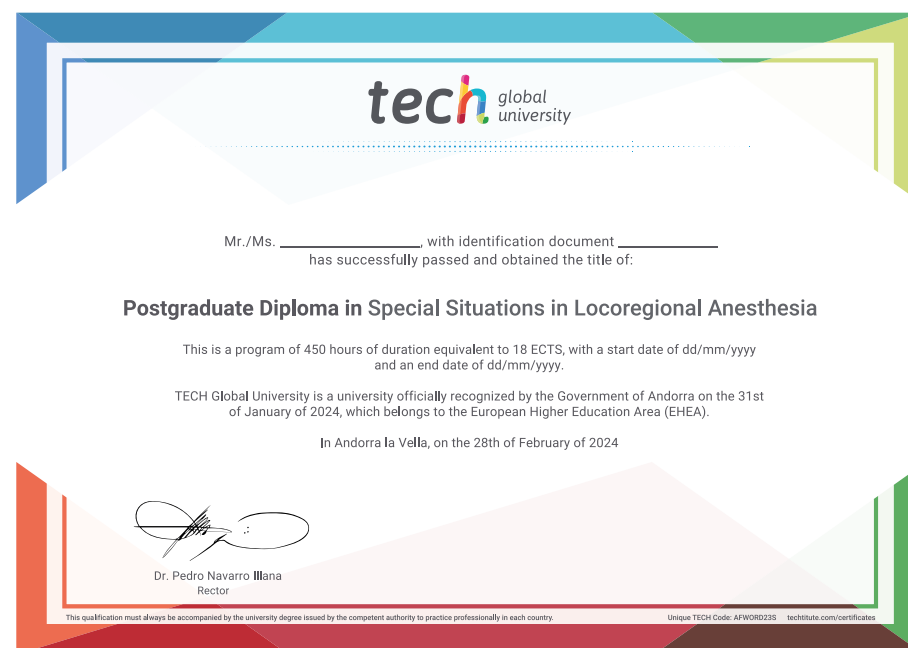 tech global
university
Mr./Ms. ____________________, with identification document ______________
has successfully passed and obtained the title of:
Postgraduate Diploma in Special Situations in Locoregional Anesthesia
This is a program of 450 hours of duration equivalent to 18 ECTS, with a start date of dd/mm/yyyy
and an end date of dd/mm/yyyy.
TECH Global University is a university officially recognized by the Government of Andorra on the 31st
of January of 2024, which belongs to the European Higher Education Area (EHEA).
In Andorra la Vella, on the 28th of February of 2024
Dr. Pedro Navarro Illana
Rector
This qualification must always be accompanied by the university degree issued by the competent authority to practice professionally in each country.
Unique TECH Code: AFWORD23S techtitute.com/certificates